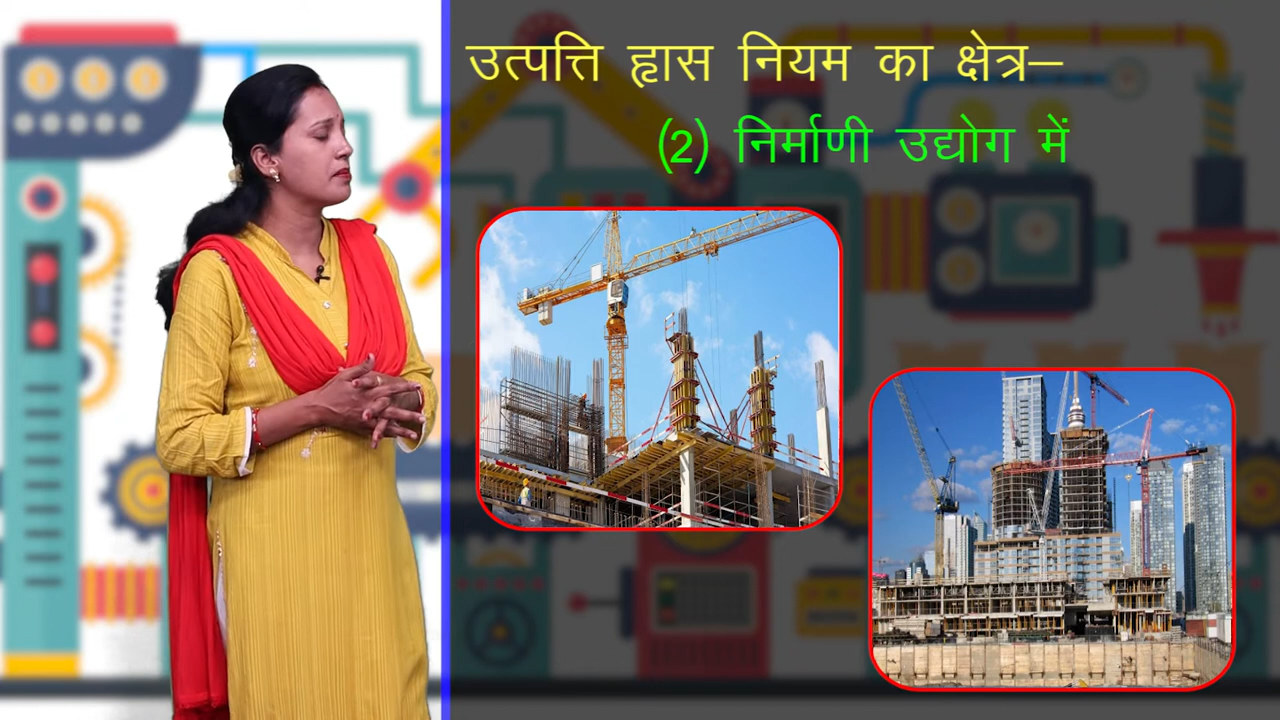 उत्पत्ति ह्रास नियम का क्षेत्र–
(2) निर्माणी उद्योग में